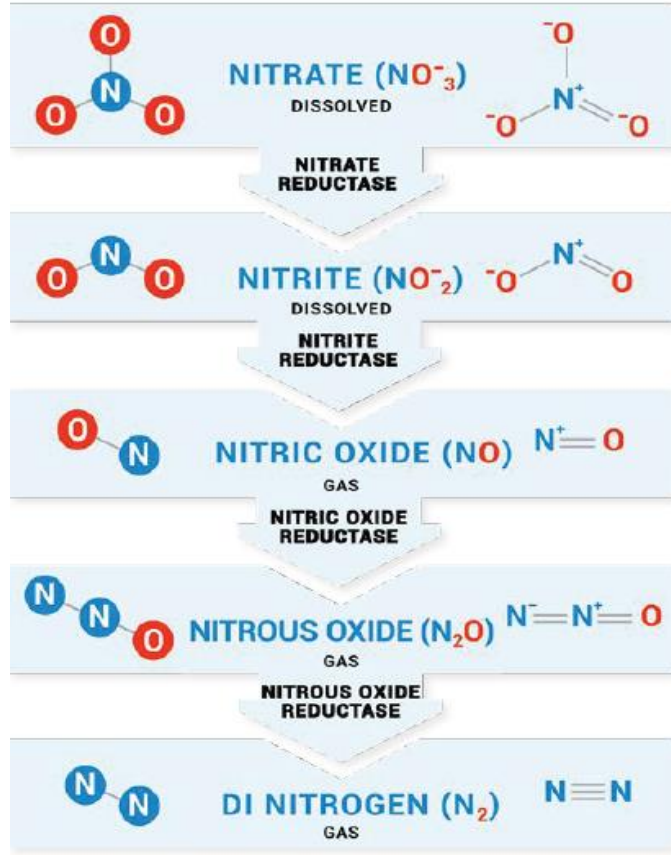 O
N
O O
NITRATE (NO⁻₃)
DISSOLVED
⁻O
N⁺
⁻O ⁻O
NITRATE
REDUCTASE
N
O O
NITRITE (NO⁻₂)
DISSOLVED
N⁺
⁻O O
NITRITE
REDUCTASE
O
N
NITRIC OXIDE (NO)
GAS
N⁺ O
NITRIC OXIDE
REDUCTASE
N
N
O
NITROUS OXIDE (N₂O)
GAS
N⁻ N⁺ O
NITROUS OXIDE
REDUCTASE
N
N
DI NITROGEN (N₂)
GAS
N≡N